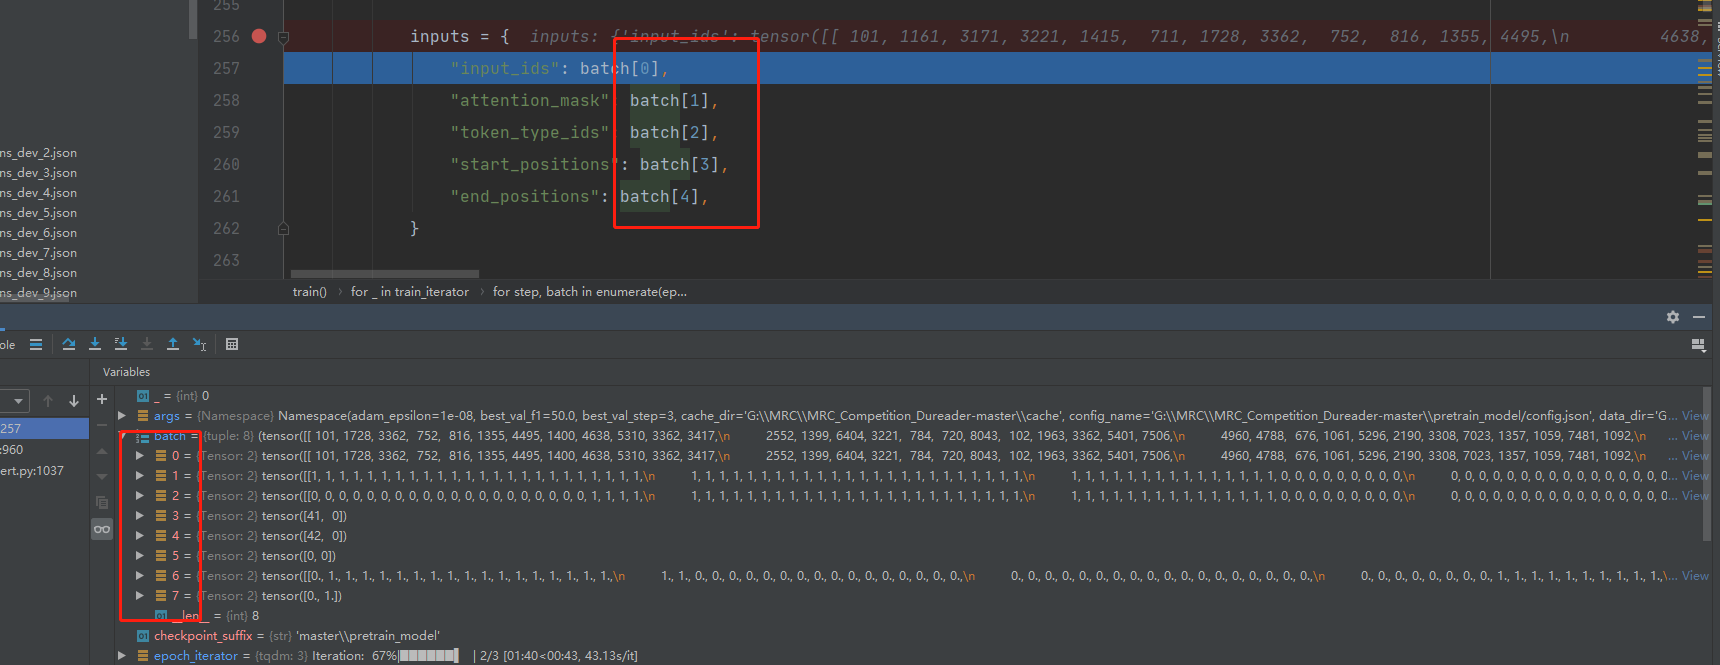 255
256 inputs = { inputs: {'input_ids': tensor([[ 101, 1161, 3171, 3221, 1415, 711, 1728, 3362, 752, 816, 1355, 4495,\n 4638,
257 "input_ids": batch[0],
258 "attention_mask": batch[1],
259 "token_type_ids": batch[2],
260 "start_positions": batch[3],
261 "end_positions": batch[4],
262 }
263
ns_dev_2.json
ns_dev_3.json
ns_dev_4.json
ns_dev_5.json
ns_dev_6.json
ns_dev_7.json
ns_dev_8.json
ns_dev_9.json
train() › for _ in train_iterator › for step, batch in enumerate(ep...
ole
Variables
257
:960
ert.py:1037
_ = {int} 0
args = {Namespace} Namespace(adam_epsilon=1e-08, best_val_f1=50.0, best_val_step=3, cache_dir='G:\\MRC\\MRC_Competition_Dureader-master\\cache', config_name='G:\\MRC\\MRC_Competition_Dureader-master\\pretrain_model/config.json', data_dir='G... View
batch = {tuple: 8} (tensor([[ 101, 1728, 3362, 752, 816, 1355, 4495, 1400, 4638, 5310, 3362, 3417,\n 2552, 1399, 6404, 3221, 784, 720, 8043, 102, 1963, 3362, 5401, 7506,\n 4960, 4788, 676, 1061, 5296, 2190, 3308, 7023, 1357, 1059, 7481, 1092,\n ... View
0 = {Tensor: 2} tensor([[ 101, 1728, 3362, 752, 816, 1355, 4495, 1400, 4638, 5310, 3362, 3417,\n 2552, 1399, 6404, 3221, 784, 720, 8043, 102, 1963, 3362, 5401, 7506,\n 4960, 4788, 676, 1061, 5296, 2190, 3308, 7023, 1357, 1059, 7481, 1092,\n ... View
1 = {Tensor: 2} tensor([[1, 1, 1, 1, 1, 1, 1, 1, 1, 1, 1, 1, 1, 1, 1, 1, 1, 1, 1, 1, 1, 1, 1, 1,\n 1, 1, 1, 1, 1, 1, 1, 1, 1, 1, 1, 1, 1, 1, 1, 1, 1, 1, 1, 1, 1, 1, 1, 1,\n 1, 1, 1, 1, 1, 1, 1, 1, 1, 1, 1, 1, 1, 1, 1, 0, 0, 0, 0, 0, 0, 0, 0, 0,\n 0, 0, 0, 0, 0, 0, 0, 0, 0, 0, 0, 0, 0, 0, 0, 0... View
2 = {Tensor: 2} tensor([[0, 0, 0, 0, 0, 0, 0, 0, 0, 0, 0, 0, 0, 0, 0, 0, 0, 0, 0, 0, 1, 1, 1, 1,\n 1, 1, 1, 1, 1, 1, 1, 1, 1, 1, 1, 1, 1, 1, 1, 1, 1, 1, 1, 1, 1, 1, 1, 1,\n 1, 1, 1, 1, 1, 1, 1, 1, 1, 1, 1, 1, 1, 1, 1, 0, 0, 0, 0, 0, 0, 0, 0, 0,\n 0, 0, 0, 0, 0, 0, 0, 0, 0, 0, 0, 0, 0, 0, 0, 0... View
3 = {Tensor: 2} tensor([41, 0])
4 = {Tensor: 2} tensor([42, 0])
5 = {Tensor: 2} tensor([0, 0])
6 = {Tensor: 2} tensor([[0., 1., 1., 1., 1., 1., 1., 1., 1., 1., 1., 1., 1., 1., 1., 1., 1., 1.,\n 1., 1., 0., 0., 0., 0., 0., 0., 0., 0., 0., 0., 0., 0., 0., 0., 0., 0., 0., 0.,\n 0., 0., 0., 0., 0., 0., 0., 0., 0., 0., 0., 0., 0., 0., 0., 0., 0., 0.,\n 0., 0., 0., 0., 0., 0., 0., 0., 1., 1., 1., 1., 1., 1., 1., 1., 1., 1.,\... View
7 = {Tensor: 2} tensor([0., 1.])
__len__ = {int} 8
checkpoint_suffix = {str} 'master\\pretrain_model'
epoch_iterator = {tqdm: 3} Iteration: 67%|██████▋ | 2/3 [01:40<00:43, 43.13s/it]